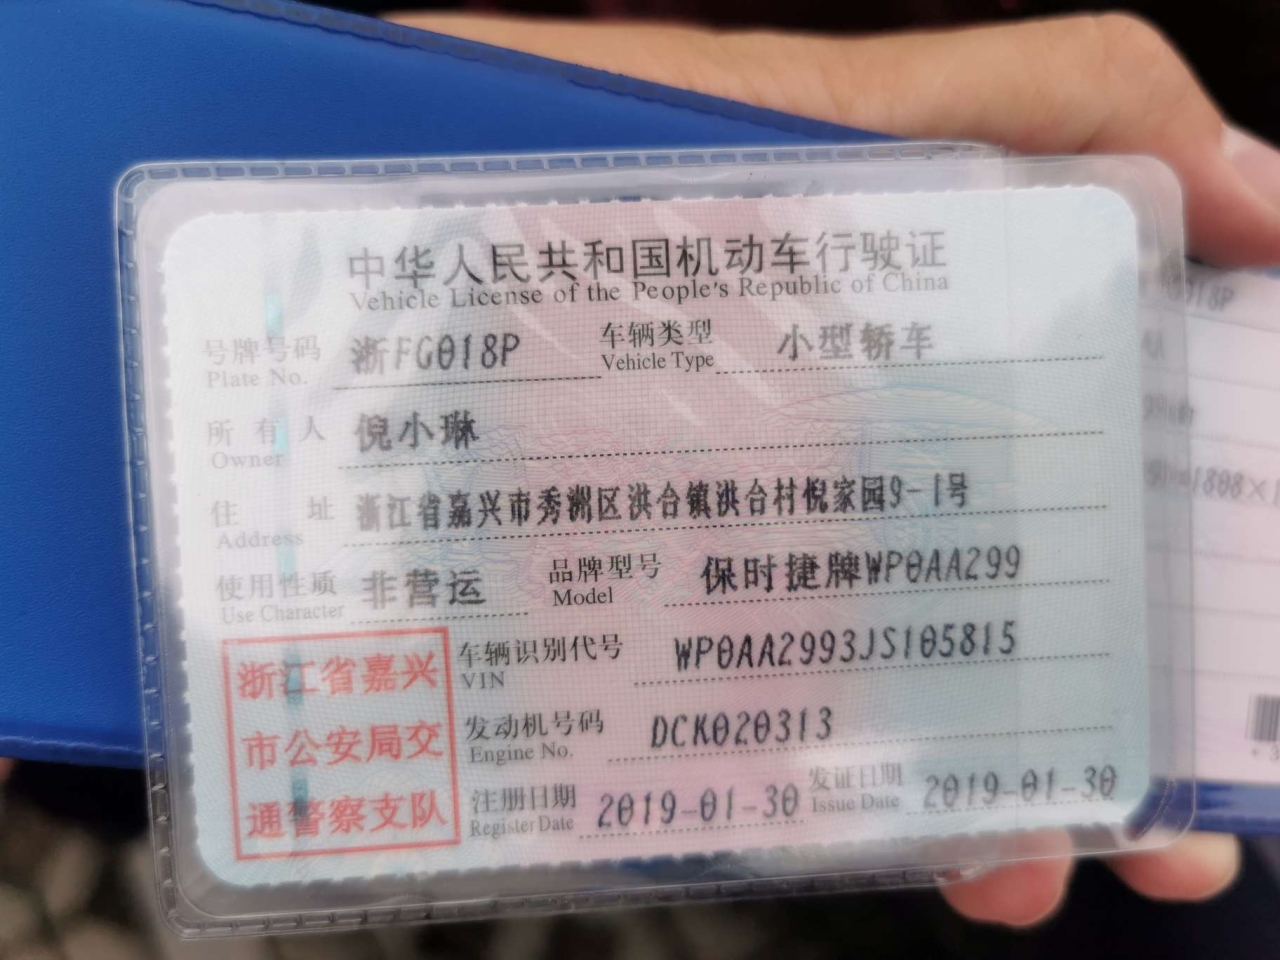 中华人民共和国机动车行驶证
Vehicle License of the People's Republic of China
号牌号码 浙FG018P 车辆类型 小型轿车
Plate No. Vehicle Type
所有人 倪小琳
Owner
住址 浙江省嘉兴市秀洲区洪合镇洪合村倪家园9-1号
Address
使用性质 非营运 品牌型号 保时捷牌WP0AA299
Use Character Model
浙江省嘉兴
市公安局交
通警察支队
车辆识别代号 WP0AA2993JS105815
VIN
发动机号码 DCK020313
Engine No.
注册日期 2019-01-30 发证日期 2019-01-30
Register Date Issue Date
018P
1808×1